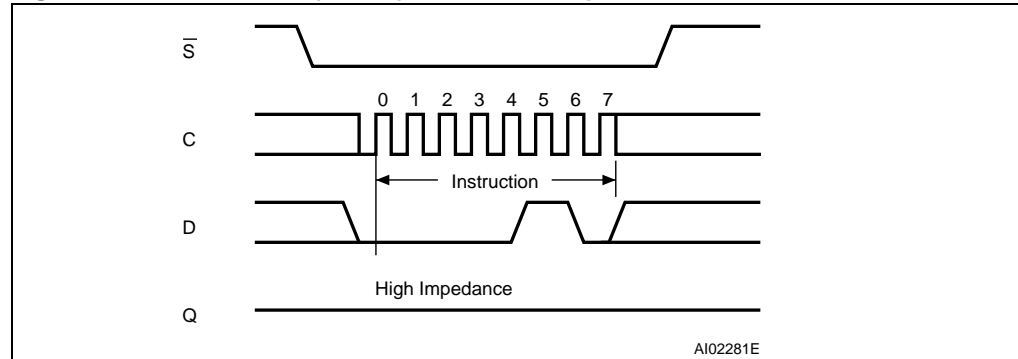 S̅
0 1 2 3 4 5 6 7
C
Instruction
D
High Impedance
Q
AI02281E